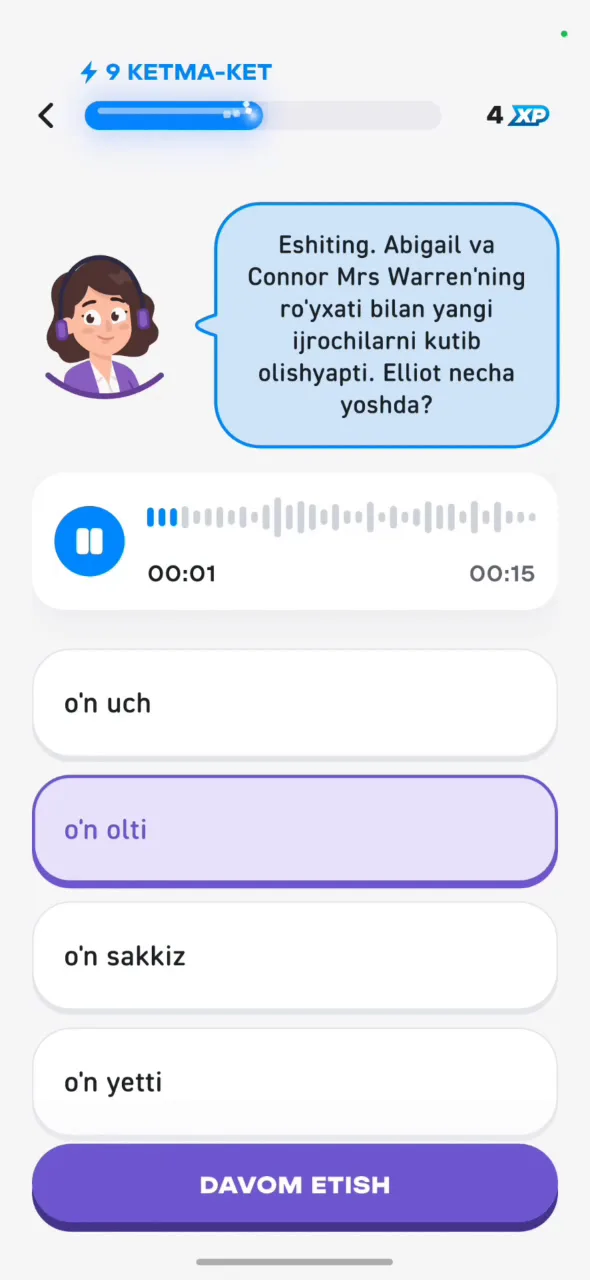 9 KETMA-KET
4 XP
Eshiting. Abigail va
Connor Mrs Warren'ning
ro'yxati bilan yangi
ijrochilarni kutib
olishyapti. Elliot necha
yoshda?
00:01
00:15
o'n uch
o'n olti
o'n sakkiz
o'n yetti
DAVOM ETISH